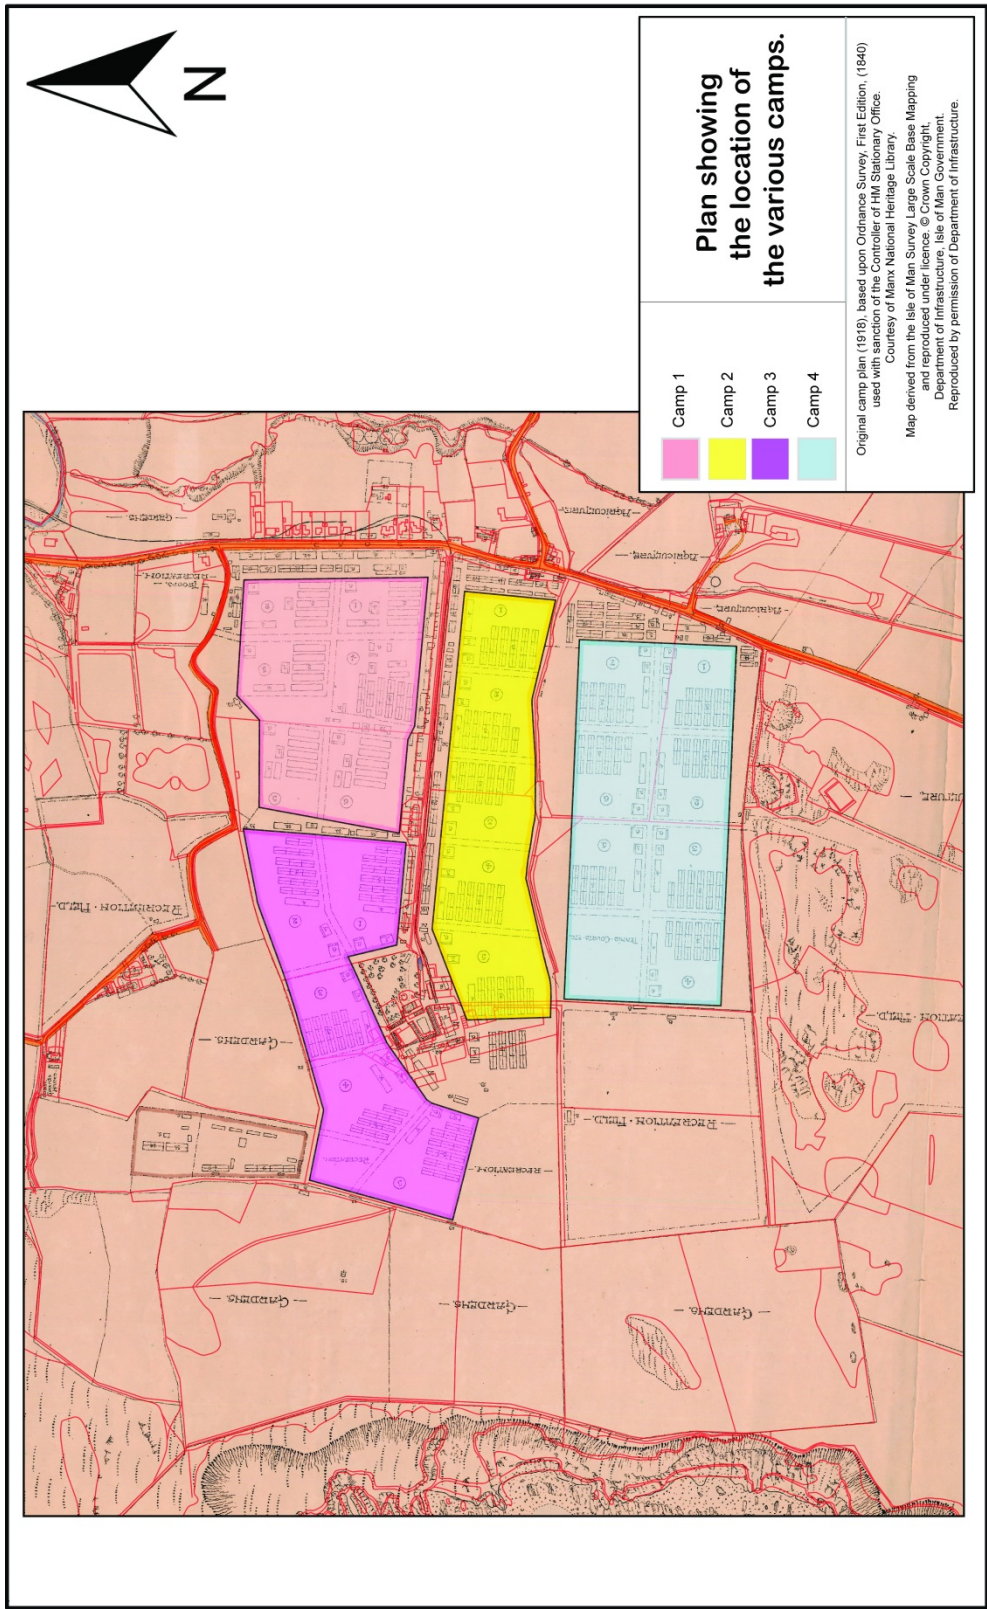 N
Plan showing
the location of
the various camps.
Camp 1
Camp 2
Camp 3
Camp 4
Original camp plan (1918), based upon Ordnance Survey, First Edition, (1840)
used with sanction of the Controller of HM Stationary Office.
Courtesy of Manx National Heritage Library.
Map derived from the Isle of Man Survey Large Scale Base Mapping
and reproduced under licence. © Crown Copyright,
Department of Infrastructure, Isle of Man Government.
Reproduced by permission of Department of Infrastructure.
— GARDENS —
— RECREATION. —
— AGRICULTURE. —
— AGRICULTURE. —
— AGRICULTURE. —
— RECREATION · FIELD. —
— GARDENS. —
— RECREATION · FIELD. —
— RECREATION. —
— GARDENS. —
— GARDENS. —
— GARDENS. —